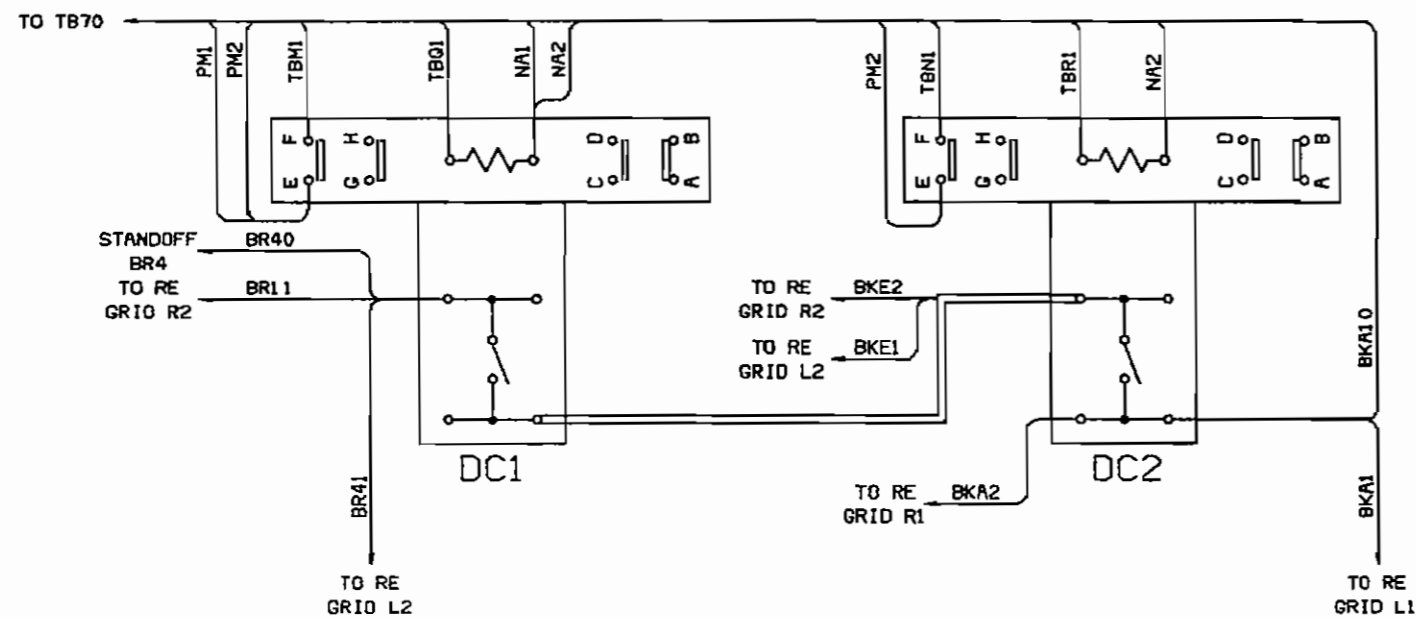 TO TB70
PM1
PM2
TBM1
TBQ1
NA1
NA2
PM2
TBN1
TBR1
NA2
F
H
D
B
E
G
C
A
F
H
D
B
E
G
C
A
STANDOFF
BR4
BR40
TO RE
GRID R2
BR11
TO RE
GRID R2
BKE2
TO RE
GRID L2
BKE1
BKA10
DC1
DC2
BR41
TO RE
GRID R1
BKA2
BKA1
TO RE
GRID L2
TO RE
GRID L1